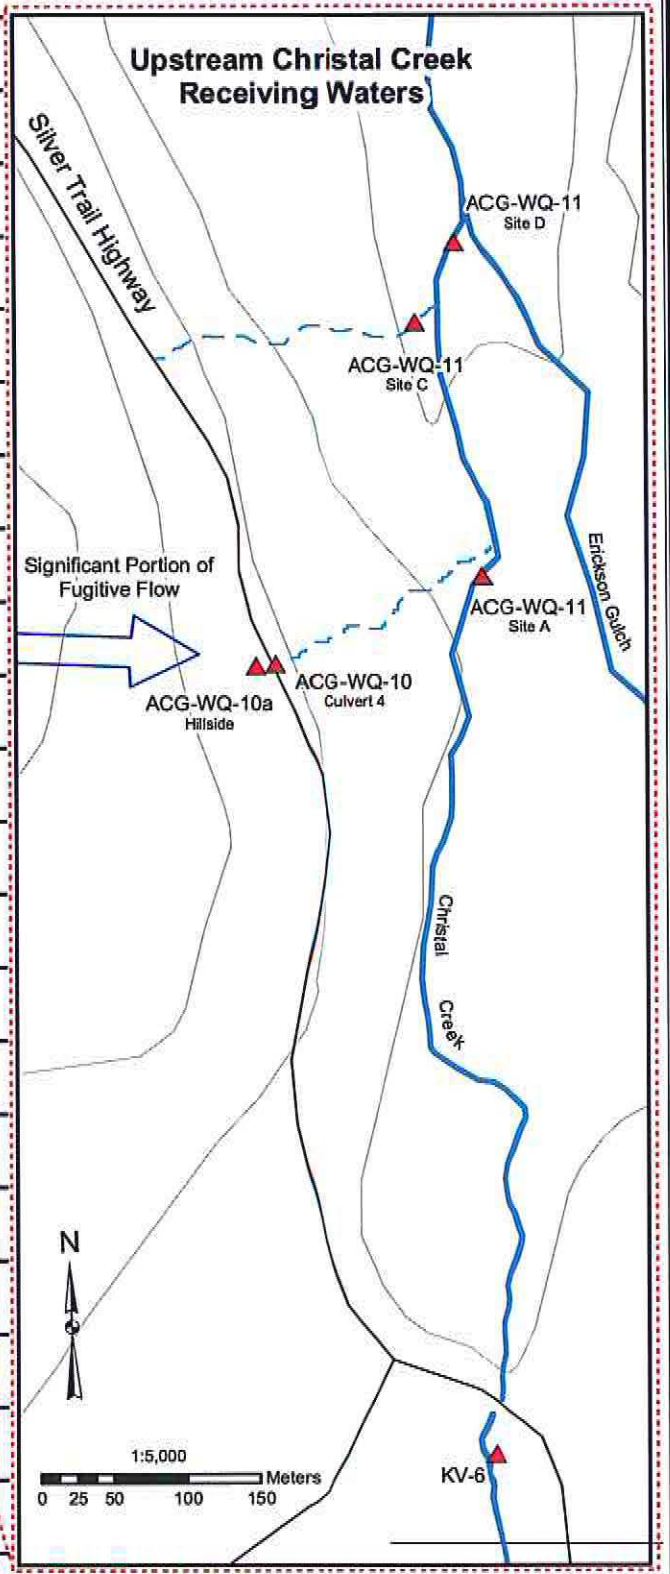 Upstream Christal Creek
Receiving Waters
Silver Trail Highway
ACG-WQ-11
Site D
ACG-WQ-11
Site C
Significant Portion of
Fugitive Flow
Erickson Gulch
ACG-WQ-11
Site A
ACG-WQ-10
Culvert 4
ACG-WQ-10a
Hillside
Christal
Creek
N
1:5,000
Meters
0 25 50 100 150
KV-6